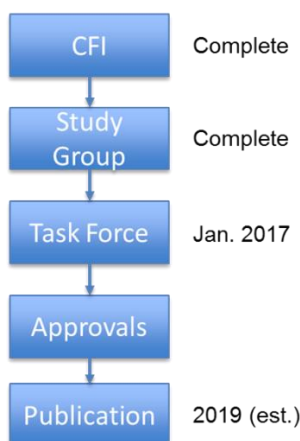 CFI
Complete
Study
Group
Complete
Task Force
Jan. 2017
Approvals
Publication
2019 (est.)